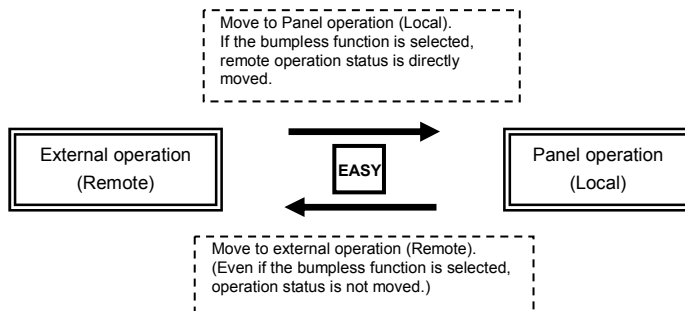 Move to Panel operation (Local).
If the bumpless function is selected,
remote operation status is directly
moved.
External operation
(Remote)
EASY
Panel operation
(Local)
Move to external operation (Remote).
(Even if the bumpless function is selected,
operation status is not moved.)